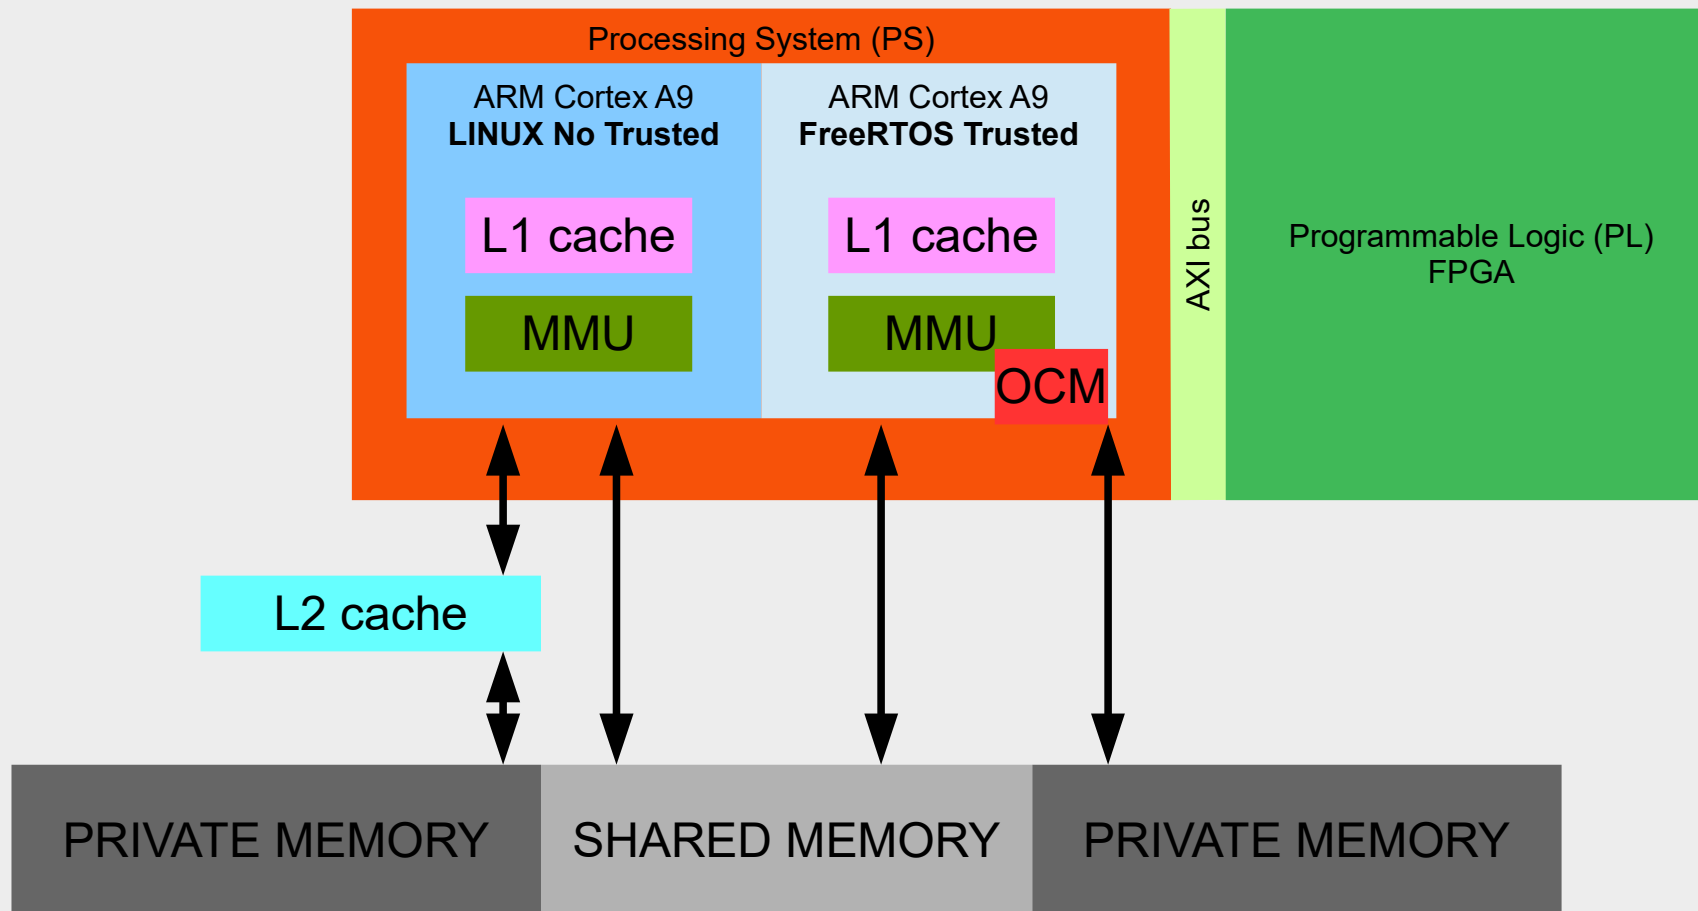 Processing System (PS)
ARM Cortex A9
LINUX No Trusted
ARM Cortex A9
FreeRTOS Trusted
L1 cache
L1 cache
MMU
MMU
OCM
AXI bus
Programmable Logic (PL)
FPGA
L2 cache
PRIVATE MEMORY
SHARED MEMORY
PRIVATE MEMORY